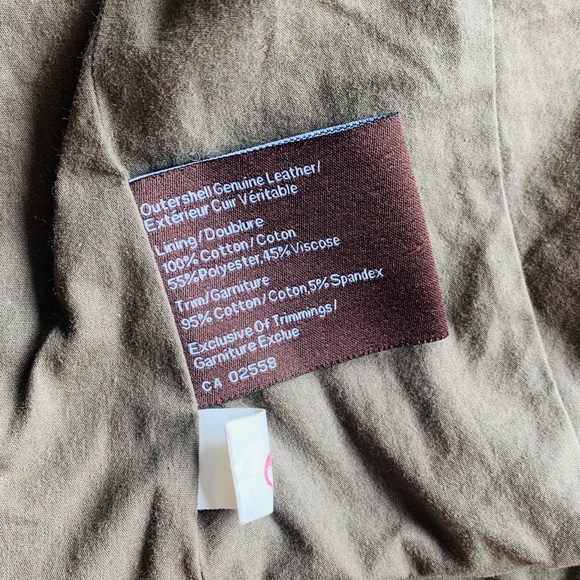 Outershell Genuine Leather/
Extérieur Cuir Véritable
Lining/Doublure
100% Cotton/Coton
55%Polyester,45%Viscose
Trim/Garniture
95% Cotton/Coton,5% Spandex
Exclusive Of Trimmings/
Garniture Exclue
CA 02558